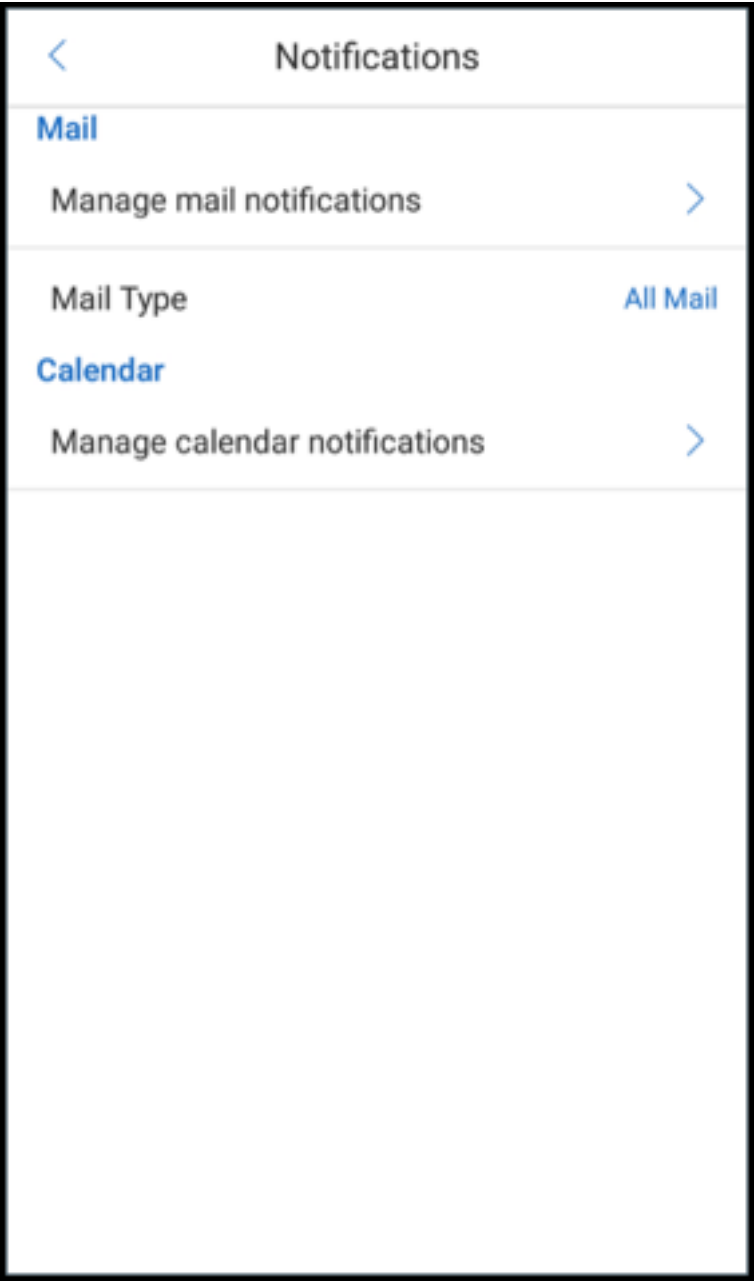 Notifications
Mail
Manage mail notifications
Mail Type All Mail
Calendar
Manage calendar notifications